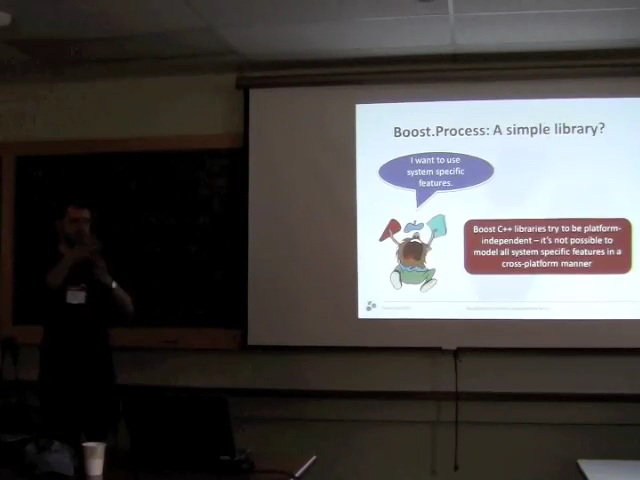 Boost.Process: A simple library?
I want to use
system specific
features.
Boost C++ libraries try to be platform-
independent – it's not possible to
model all system specific features in a
cross-platform manner